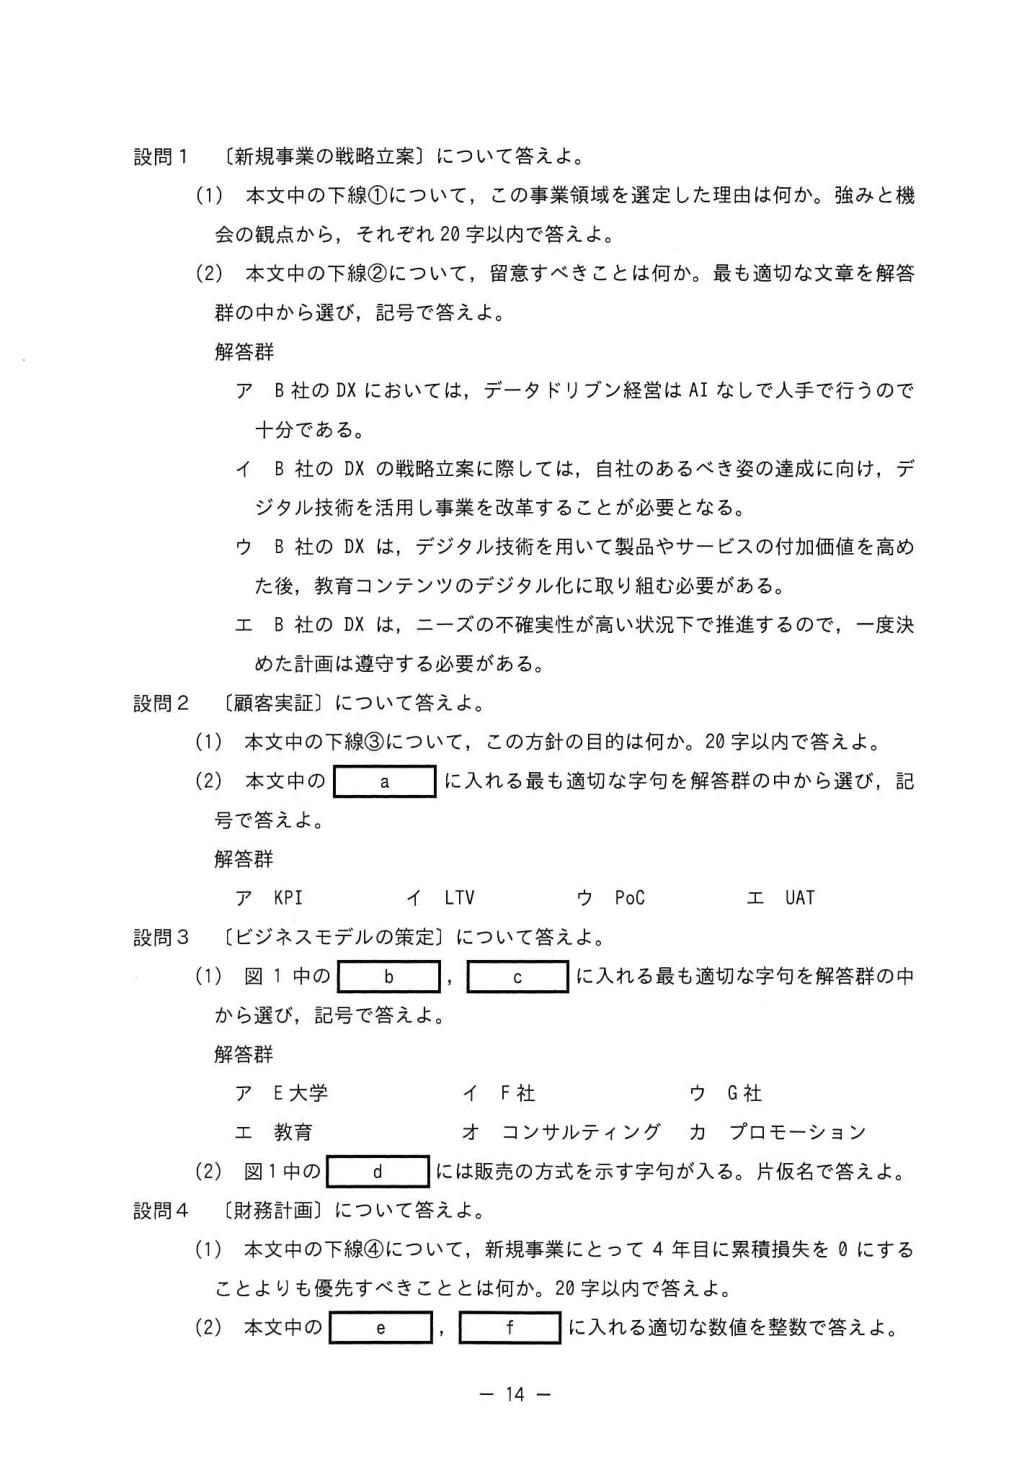 設問1 〔新規事業の戦略立案〕について答えよ。
(1) 本文中の下線①について，この事業領域を選定した理由は何か。強みと機
会の観点から，それぞれ20字以内で答えよ。
(2) 本文中の下線②について，留意すべきことは何か。最も適切な文章を解答
群の中から選び，記号で答えよ。
解答群
ア B社のDXにおいては，データドリブン経営はAIなしで人手で行うので
十分である。
イ B社のDXの戦略立案に際しては，自社のあるべき姿の達成に向け，デ
ジタル技術を活用し事業を改革することが必要となる。
ウ B社のDXは，デジタル技術を用いて製品やサービスの付加価値を高め
た後，教育コンテンツのデジタル化に取り組む必要がある。
エ B社のDXは，ニーズの不確実性が高い状況下で推進するので，一度決
めた計画は遵守する必要がある。
設問2 〔顧客実証〕について答えよ。
(1) 本文中の下線③について，この方針の目的は何か。20字以内で答えよ。
(2) 本文中の a に入れる最も適切な字句を解答群の中から選び，記
号で答えよ。
解答群
ア KPI イ LTV ウ PoC エ UAT
設問3 〔ビジネスモデルの策定〕について答えよ。
(1) 図1中の b ， c に入れる最も適切な字句を解答群の中
から選び，記号で答えよ。
解答群
ア E大学 イ F社 ウ G社
エ 教育 オ コンサルティング カ プロモーション
(2) 図1中の d には販売の方式を示す字句が入る。片仮名で答えよ。
設問4 〔財務計画〕について答えよ。
(1) 本文中の下線④について，新規事業にとって4年目に累積損失を0にする
ことよりも優先すべきこととは何か。20字以内で答えよ。
(2) 本文中の e ， f に入れる適切な数値を整数で答えよ。
－ 14 －